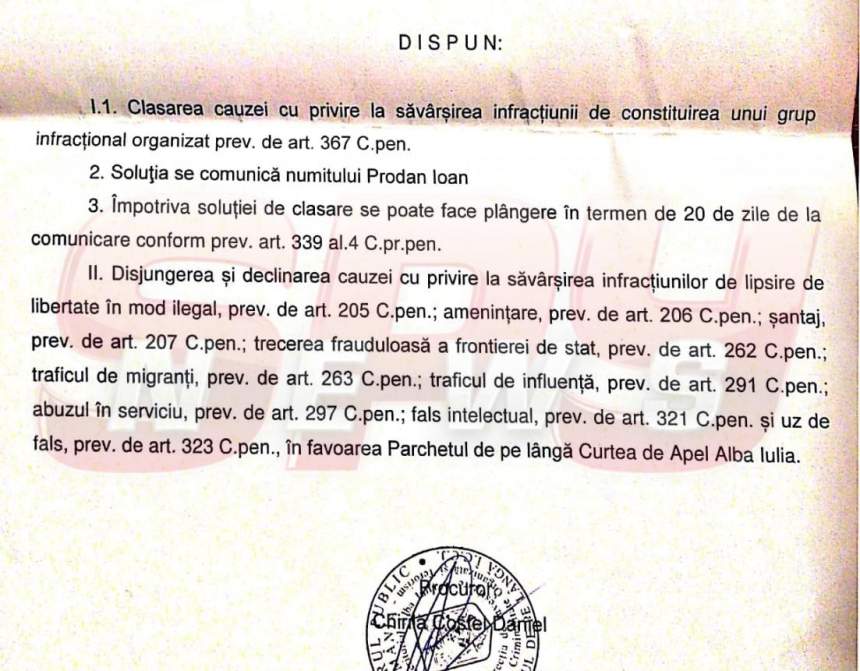 DISPUN:
I.1. Clasarea cauzei cu privire la săvârșirea infracțiunii de constituirea unui grup
infracțional organizat prev. de art. 367 C.pen.
2. Soluţia se comunică numitului Prodan Ioan
3. Împotriva soluției de clasare se poate face plângere în termen de 20 de zile de la
comunicare conform prev. art. 339 al.4 C.pr.pen.
II. Disjungerea și declinarea cauzei cu privire la săvârșirea infracțiunilor de lipsire de
libertate în mod ilegal, prev. de art. 205 C.pen.; amenințare, prev. de art. 206 C.pen.; șantaj,
prev. de art. 207 C.pen.; trecerea frauduloasă a frontierei de stat, prev. de art. 262 C.pen.;
traficul de migranți, prev. de art. 263 C.pen.; traficul de influență, prev. de art. 291 C.pen.;
abuzul în serviciu, prev. de art. 297 C.pen.; fals intelectual, prev. de art. 321 C.pen. și uz de
fals, prev. de art. 323 C.pen., în favoarea Parchetul de pe lângă Curtea de Apel Alba Iulia.
SPY
NEWS
Procuror
Costel Daniel
PUBLIC
LÂNGĂ